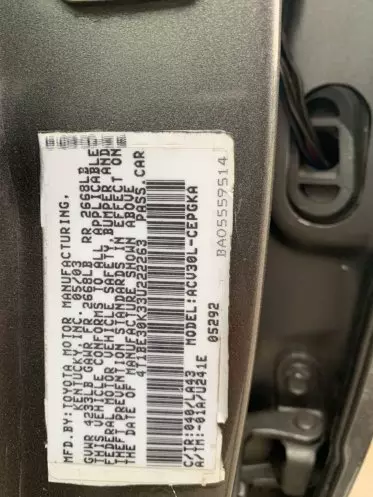 MFD.BY:TOYOTA MOTOR MANUFACTURING,
KENTUCKY,INC. 05/03
GVWR 4233LB GAWR FR 2668LB RR 2668LB
THIS VEHICLE CONFORMS TO ALL APPLICABLE
FEDERAL MOTOR VEHICLE SAFETY, BUMPER AND
THEFT PREVENTION STANDARDS IN EFFECT ON
THE DATE OF MANUFACTURE SHOWN ABOVE
4T1BE30K33U222263 PASS.CAR
MODEL:ACV30L-CEPGKA
C/TR:040/LA43 05292
A/TM:-01A/U241E
BA05559514